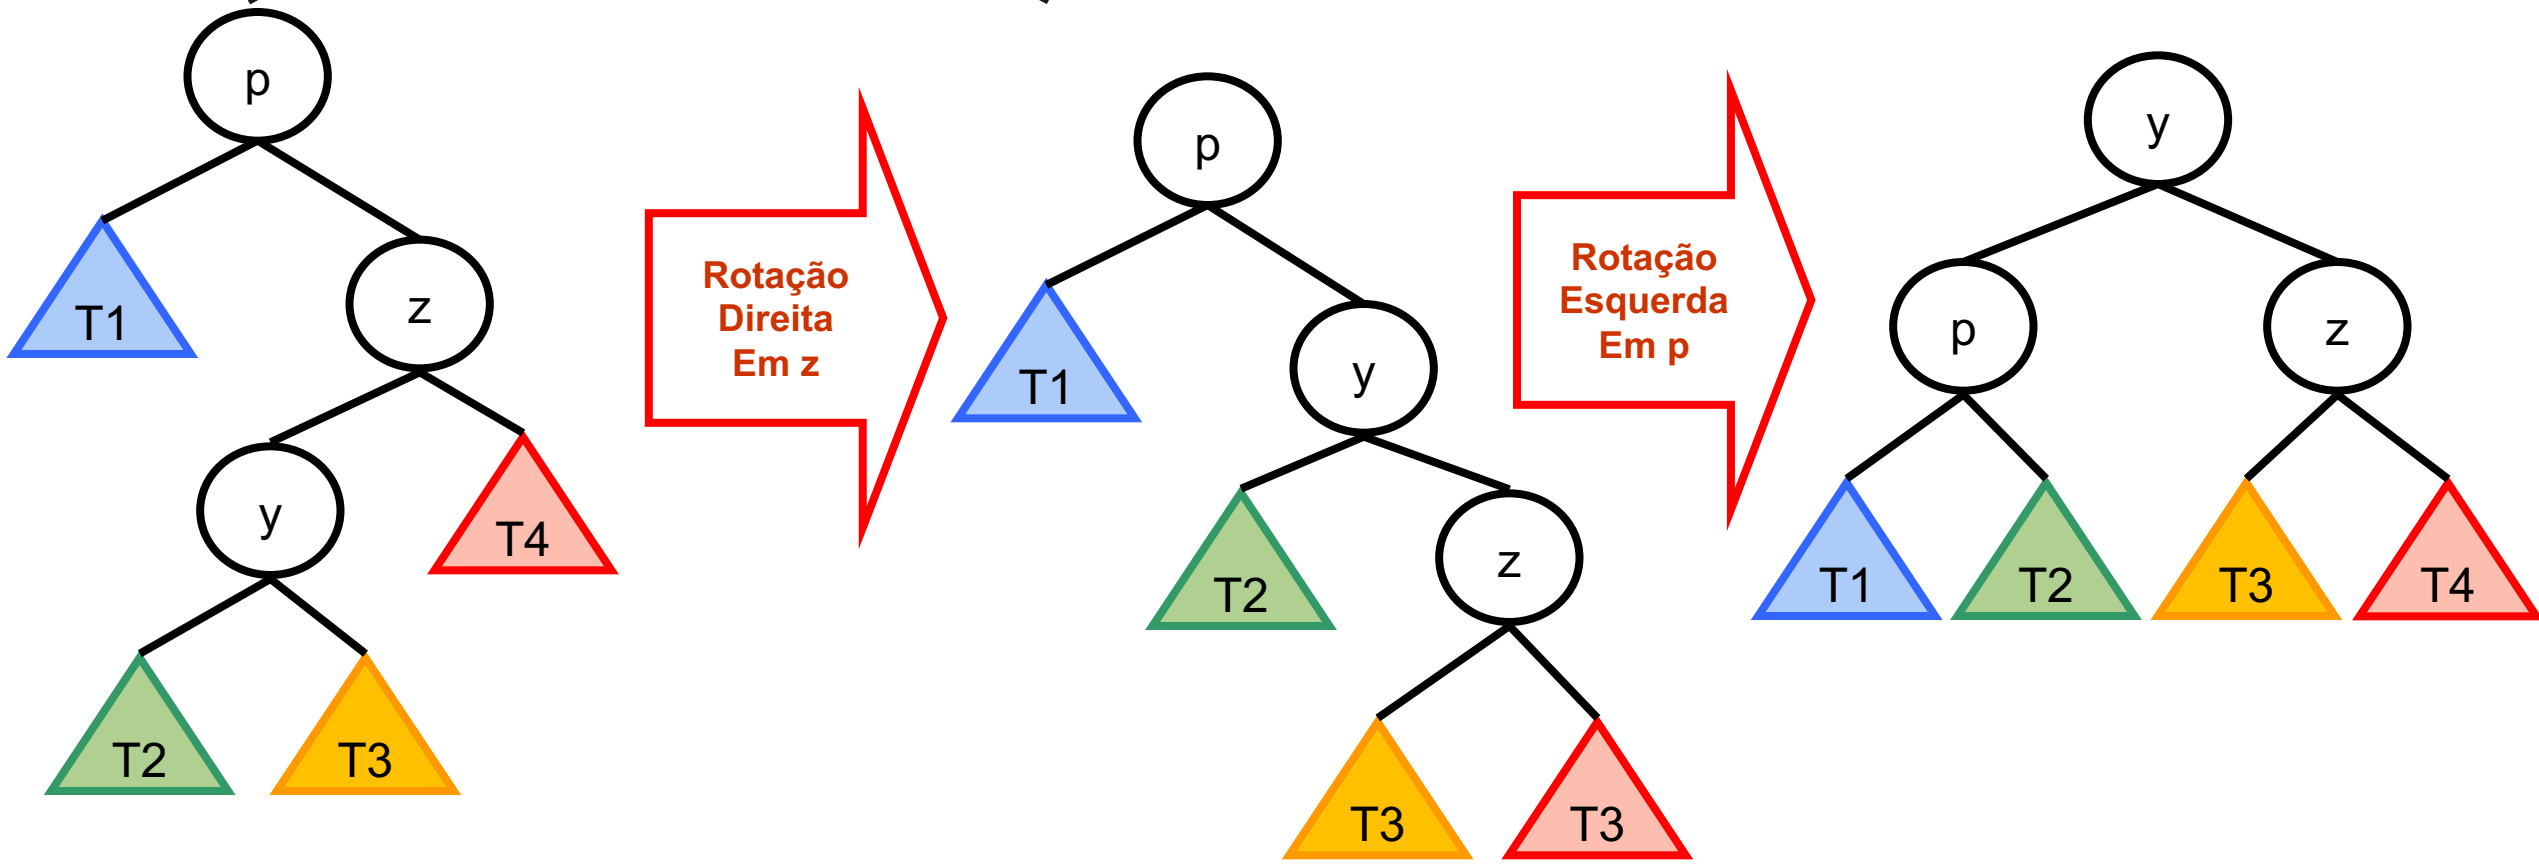 p
T1
z
y
T4
T2
T3
Rotação
Direita
Em z
p
T1
y
T2
z
T3
T3
Rotação
Esquerda
Em p
y
p
z
T1
T2
T3
T4